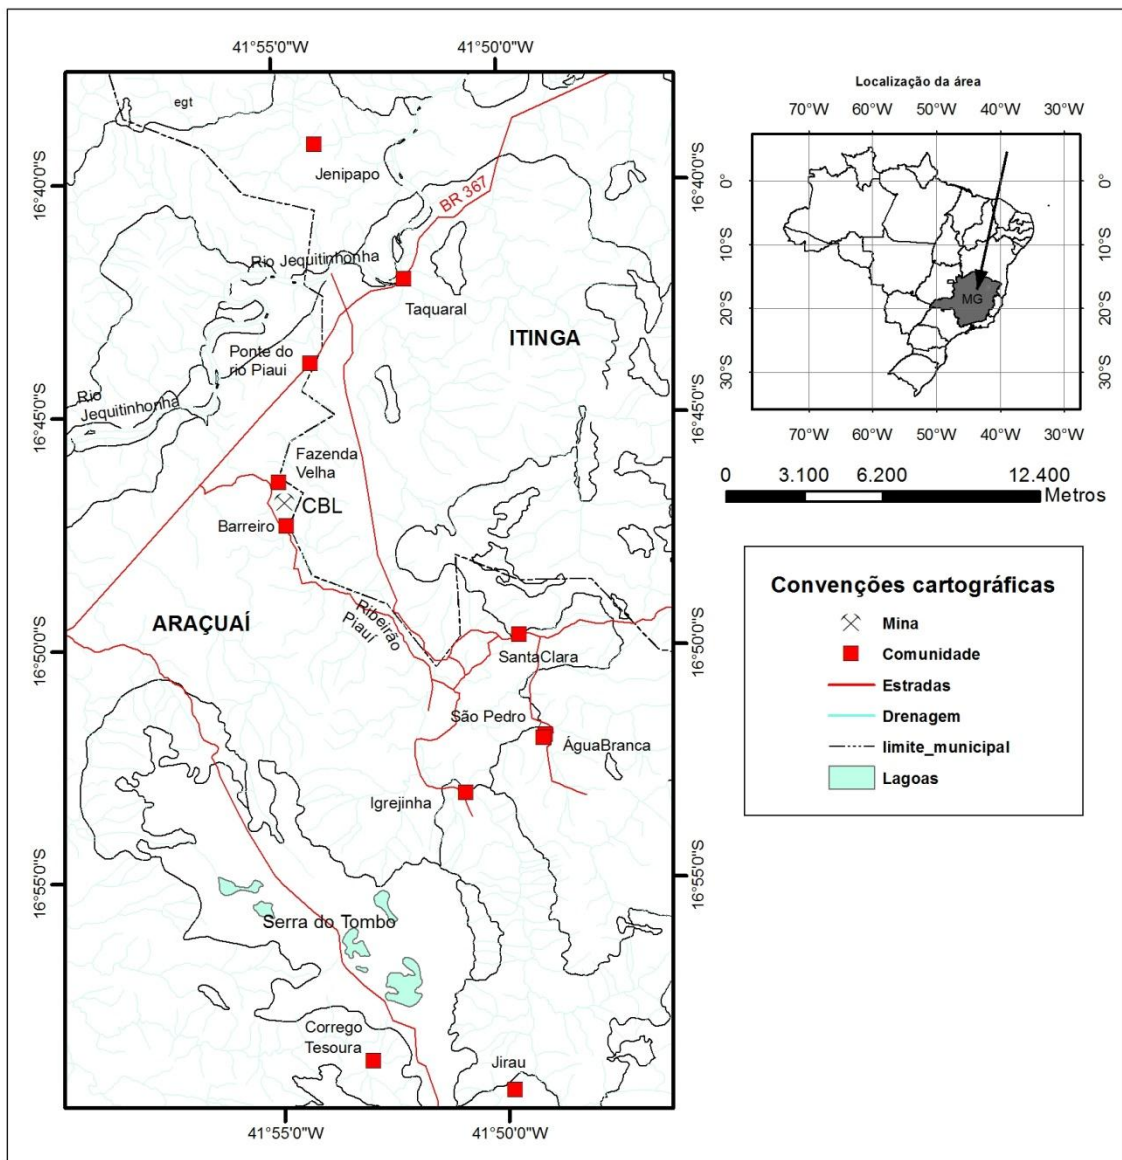 41°55'0"W
41°50'0"W
egt
Jenipapo
16°40'0"S
16°40'0"S
BR 367
Rio Jequitinhonha
Taquaral
ITINGA
Ponte do
rio Piaui
Rio
Jequitinhonha
16°45'0"S
16°45'0"S
Fazenda
Velha
CBL
Barreiro
ARAÇUAÍ
Ribeirão
Piauí
16°50'0"S
16°50'0"S
SantaClara
São Pedro
ÁguaBranca
Igrejinha
16°55'0"S
16°55'0"S
Serra do Tombo
Corrego
Tesoura
Jirau
41°55'0"W
41°50'0"W
Localização da área
70°W
60°W
50°W
40°W
30°W
0°
0°
10°S
10°S
MG
20°S
20°S
30°S
30°S
70°W
60°W
50°W
40°W
30°W
0
3.100
6.200
12.400
Metros
Convenções cartográficas
Mina
Comunidade
Estradas
Drenagem
limite_municipal
Lagoas